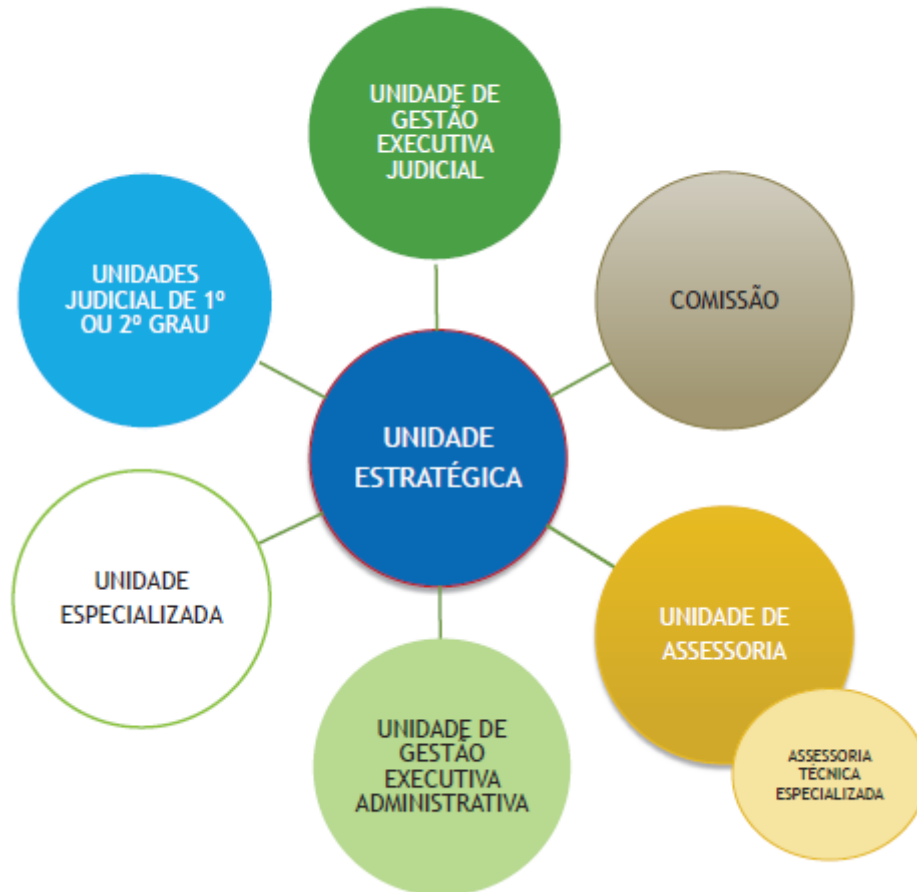 UNIDADE DE
GESTÃO
EXECUTIVA
JUDICIAL
UNIDADES
JUDICIAL DE 1º
OU 2º GRAU
COMISSÃO
UNIDADE
ESTRATÉGICA
UNIDADE
ESPECIALIZADA
UNIDADE DE
ASSESSORIA
UNIDADE DE
GESTÃO
EXECUTIVA
ADMINISTRATIVA
ASSESSORIA
TÉCNICA
ESPECIALIZADA